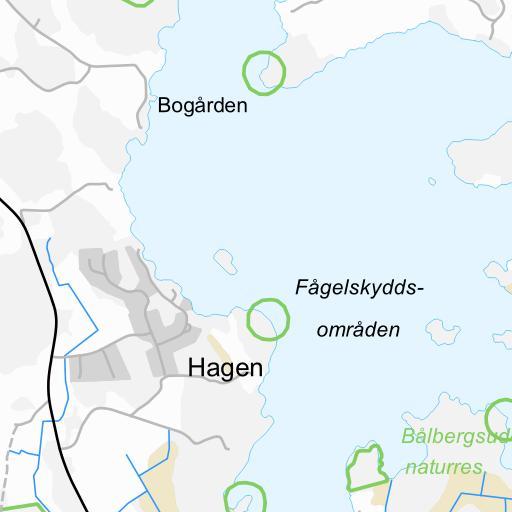 Bogården
Fågelskydds-
områden
Hagen
Bålbergsud
naturres.